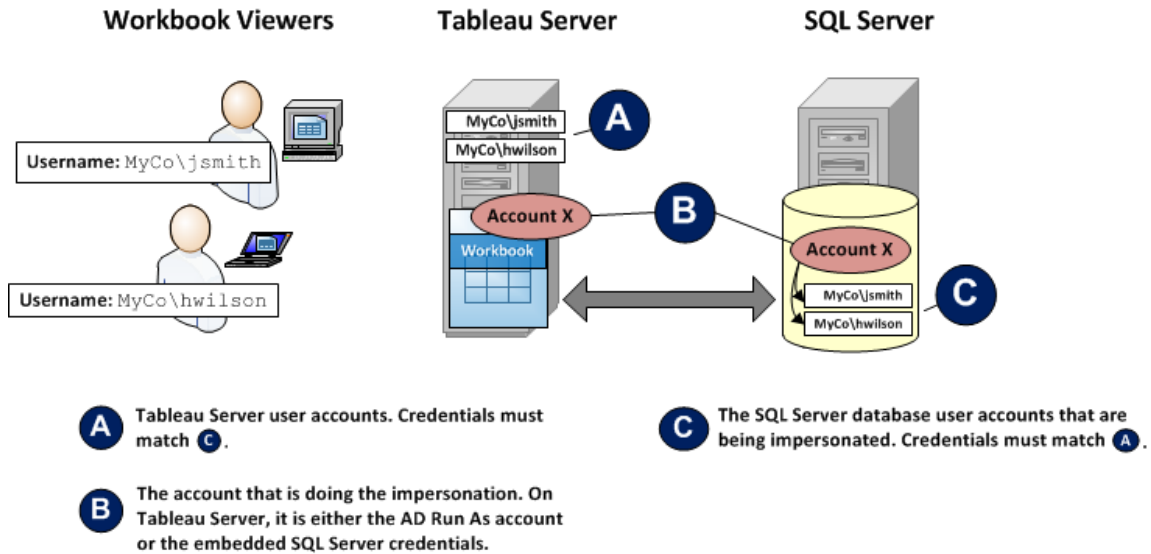 Workbook Viewers
Tableau Server
SQL Server
Username: MyCo\jsmith
Username: MyCo\hwilson
MyCo\jsmith
MyCo\hwilson
A
Account X
Workbook
B
Account X
MyCo\jsmith
MyCo\hwilson
C
A
Tableau Server user accounts. Credentials must
match C .
B
The account that is doing the impersonation. On
Tableau Server, it is either the AD Run As account
or the embedded SQL Server credentials.
C
The SQL Server database user accounts that are
being impersonated. Credentials must match A .